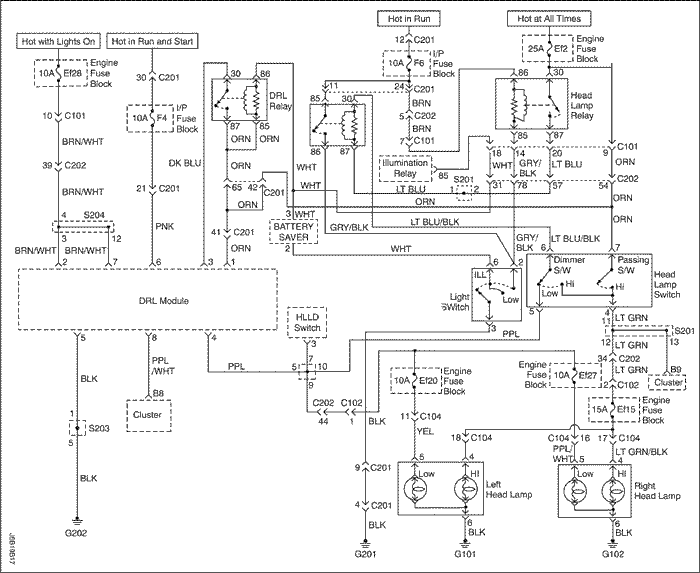 Hot in Run
Hot at All Times
Hot with Lights On
Hot in Run and Start
12 C201
25A Ef2 Engine Fuse Block
10A Ef28 Engine Fuse Block
30 C201
30 86
DRL Relay
10A F6 I/P Fuse Block
11
24 C201
86 30
Head Lamp Relay
85 30
BRN
10A F4 I/P Fuse Block
10 C101
5 C202
87 85
BRN
85 87
7 C101
BRN/WHT
ORN ORN
86 87
BRN
18 14 20 9 C101
WHT
Illumination Relay
85
S201
WHT GRY/BLK LT BLU ORN
DK BLU
39 C202
21 C201
65 42 C201
WHT
LT BLU
1 2
31 78 57 54 C202
BRN/WHT
ORN
ORN
4 S204
3 12
PNK
41 C201
3 WHT
BATTERY SAVER
2
GRY/BLK
LT BLU/BLK
GRY/BLK
LT BLU/BLK
ORN
BRN/WHT BRN/WHT
ORN
WHT
6 7
2 7 6 3 1
6 2
ILL
Low
Light SWitch
3
Dimmer S/W
Passing S/W
Low Hi
Hi
Head Lamp Switch
5 4
DRL Module
HLLD Switch
3
PPL
LT GRN
11 S201
12 13
5 8 4
LT GRN
7
PPL
5 10
9
34 C202
LT GRN
B9
Cluster
BLK
PPL/WHT
10A Ef20 Engine Fuse Block
Engine Fuse Block 10A Ef27
2 C102
C202 C102
44 1
BLK
15A Ef15 Engine Fuse Block
B8
Cluster
11 C104
YEL
1
S203
5
18 C104
C104 16
17 C104
PPL/WHT
LT GRN/BLK
5 4
5 4
9 C201
Low HI
Left Head Lamp
Low HI
Right Head Lamp
BLK
4 C201
BLK
6
BLK
6
BLK
G202
G201
G101
G102